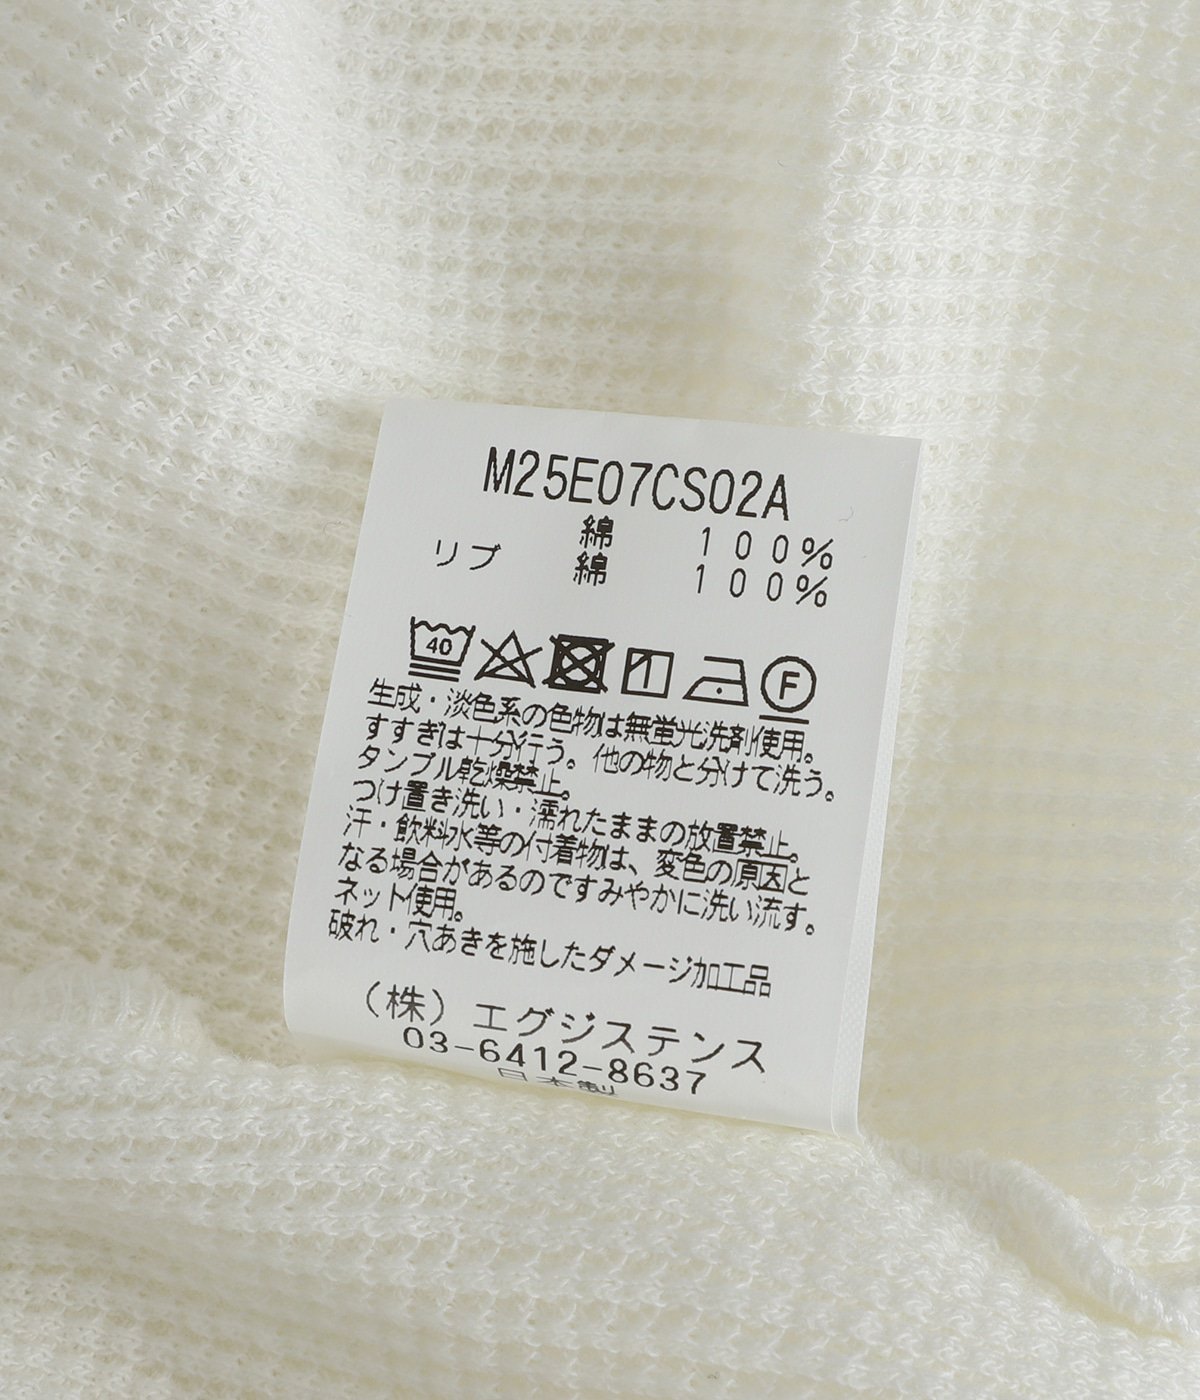 M25E07CS02A
綿 100%
リブ 綿 100%
40 F
生成・淡色系の色物は無蛍光洗剤使用。
すすぎは十分行う。他の物と分けて洗う。
タンブル乾燥禁止。
つけ置き洗い・濡れたままの放置禁止。
汗・飲料水等の付着物は、変色の原因と
なる場合があるのですみやかに洗い流す。
ネット使用。
破れ・穴あきを施したダメージ加工品
(株)エグジステンス
03-6412-8637
日本製